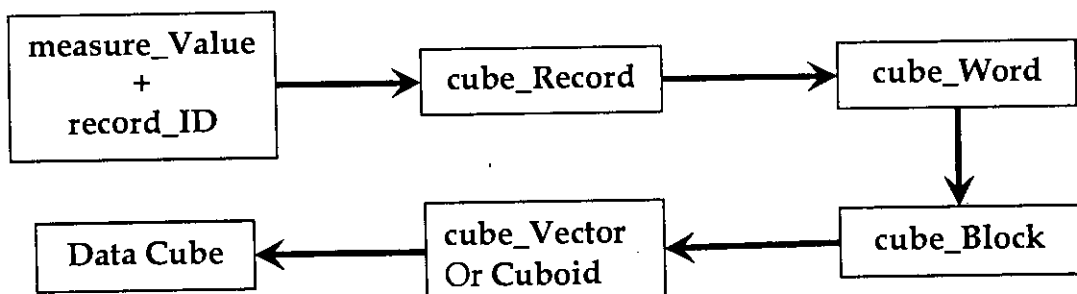 measure_Value
+
record_ID
cube_Record
cube_Word
cube_Block
cube_Vector
Or Cuboid
Data Cube